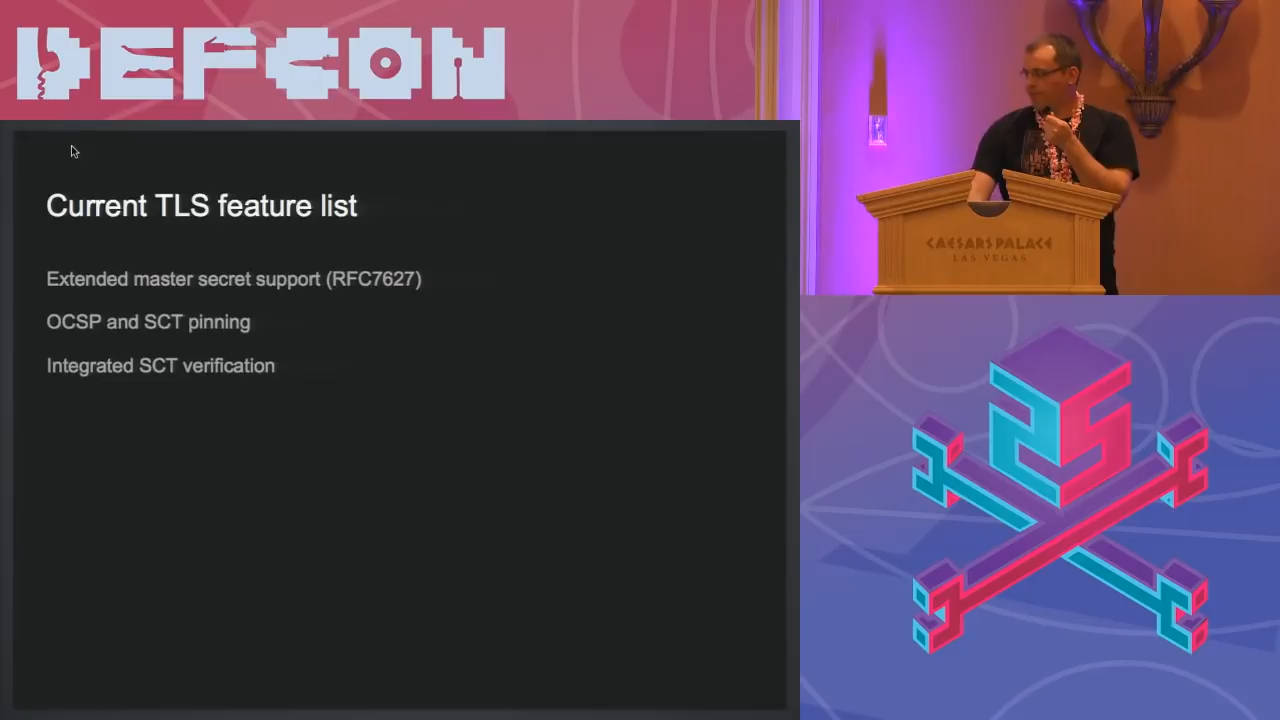 DEFCON
Current TLS feature list
Extended master secret support (RFC7627)
OCSP and SCT pinning
Integrated SCT verification
CAESARS PALACE
LAS VEGAS
25